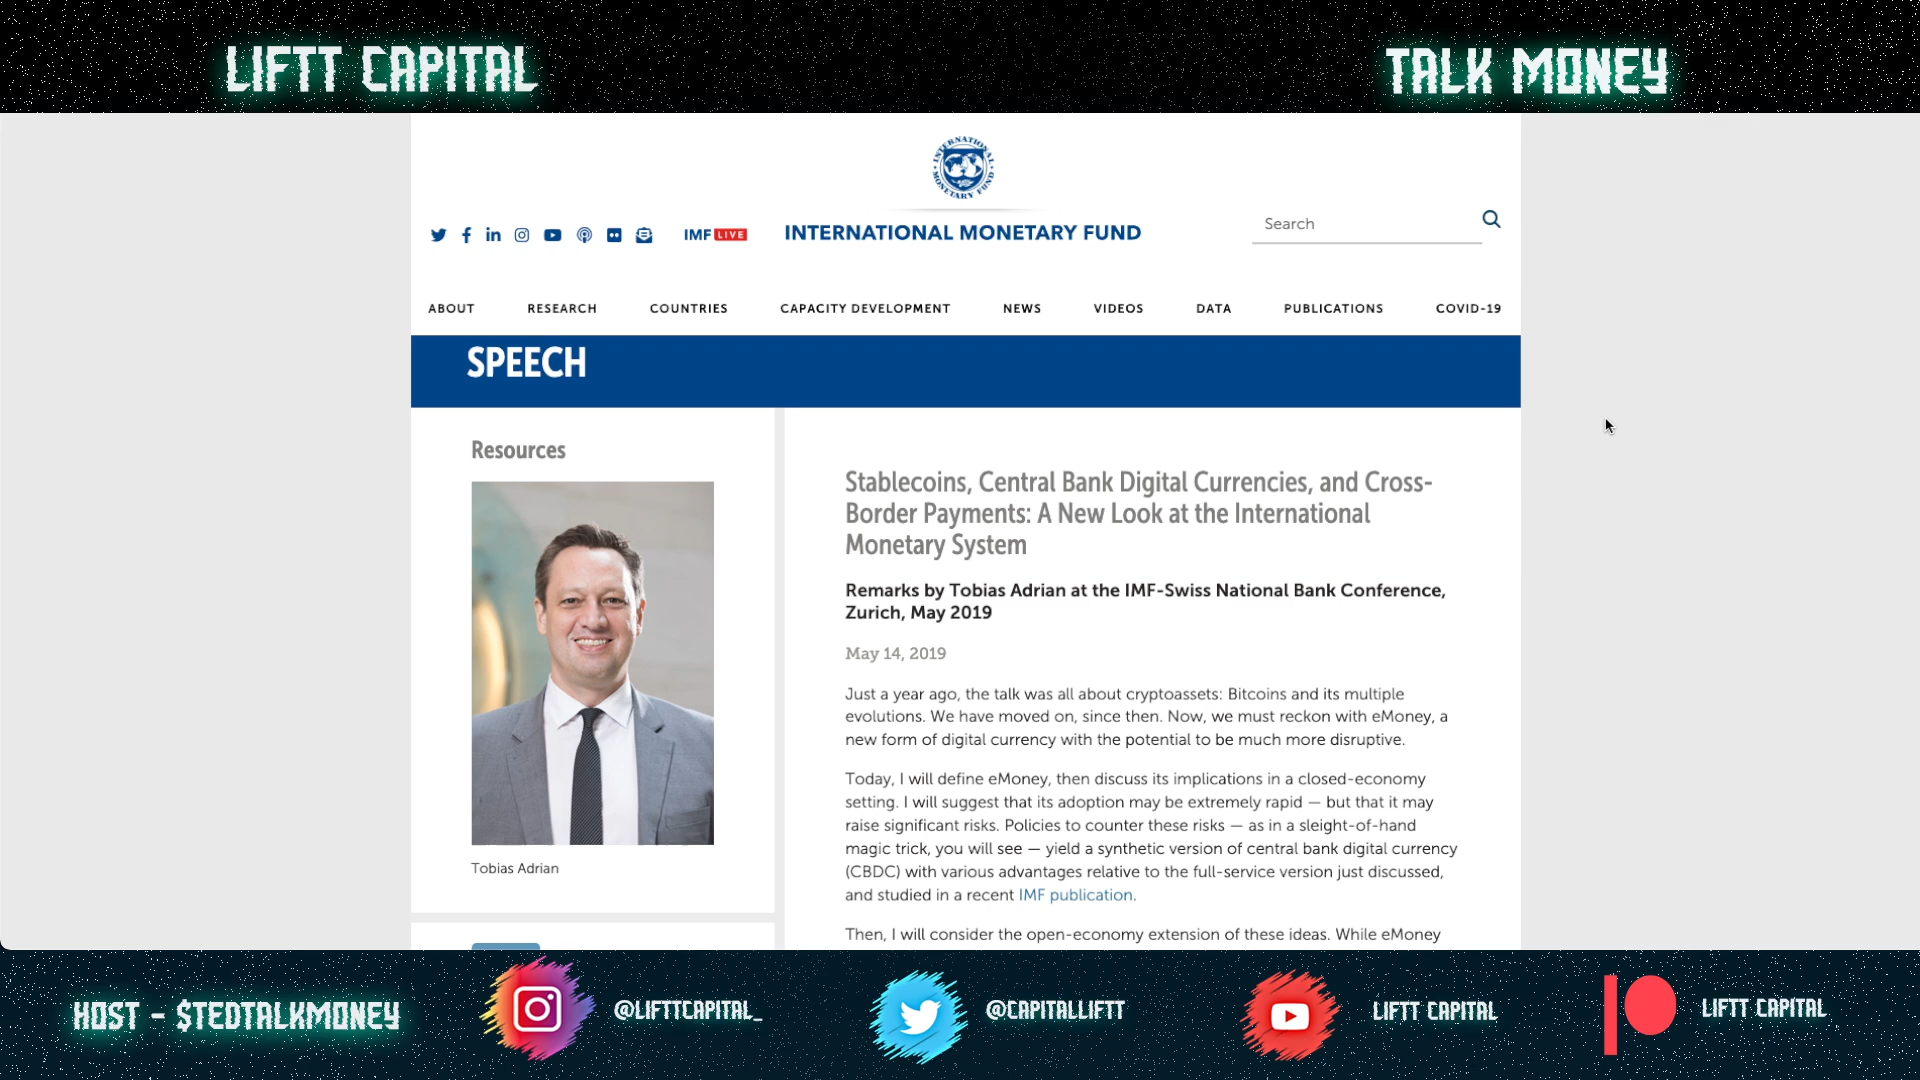 LIFTT CAPITAL
TALK MONEY
INTERNATIONAL MONETARY FUND
IMF LIVE
INTERNATIONAL MONETARY FUND
Search
ABOUT RESEARCH COUNTRIES CAPACITY DEVELOPMENT NEWS VIDEOS DATA PUBLICATIONS COVID-19
SPEECH
Resources
Tobias Adrian
Stablecoins, Central Bank Digital Currencies, and Cross-
Border Payments: A New Look at the International
Monetary System
Remarks by Tobias Adrian at the IMF-Swiss National Bank Conference,
Zurich, May 2019
May 14, 2019
Just a year ago, the talk was all about cryptoassets: Bitcoins and its multiple
evolutions. We have moved on, since then. Now, we must reckon with eMoney, a
new form of digital currency with the potential to be much more disruptive.
Today, I will define eMoney, then discuss its implications in a closed-economy
setting. I will suggest that its adoption may be extremely rapid — but that it may
raise significant risks. Policies to counter these risks — as in a sleight-of-hand
magic trick, you will see — yield a synthetic version of central bank digital currency
(CBDC) with various advantages relative to the full-service version just discussed,
and studied in a recent IMF publication.
Then, I will consider the open-economy extension of these ideas. While eMoney
HOST - $TEDTALKMONEY
@LIFTTCAPITAL_
@CAPITALLIFTT
LIFTT CAPITAL
LIFTT CAPITAL